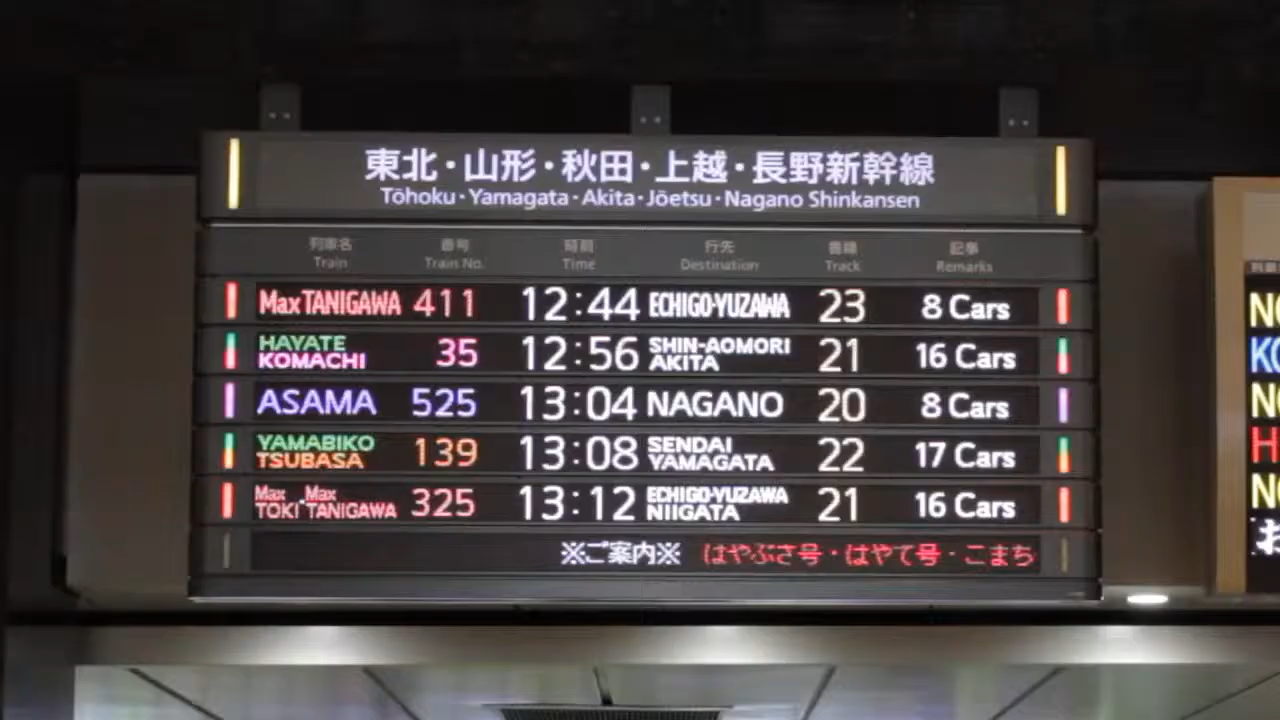 東北・山形・秋田・上越・長野新幹線
Tōhoku・Yamagata・Akita・Jōetsu・Nagano Shinkansen
列車名 番号 時刻 行先 番線 記事
Train Train No. Time Destination Track Remarks
Max TANIGAWA 411 12:44 ECHIGO-YUZAWA 23 8 Cars
HAYATE KOMACHI 35 12:56 SHIN-AOMORI AKITA 21 16 Cars
ASAMA 525 13:04 NAGANO 20 8 Cars
YAMABIKO TSUBASA 139 13:08 SENDAI YAMAGATA 22 17 Cars
Max TOKI・Max TANIGAWA 325 13:12 ECHIGO-YUZAWA NIIGATA 21 16 Cars
※ご案内※ はやぶさ号・はやて号・こまち